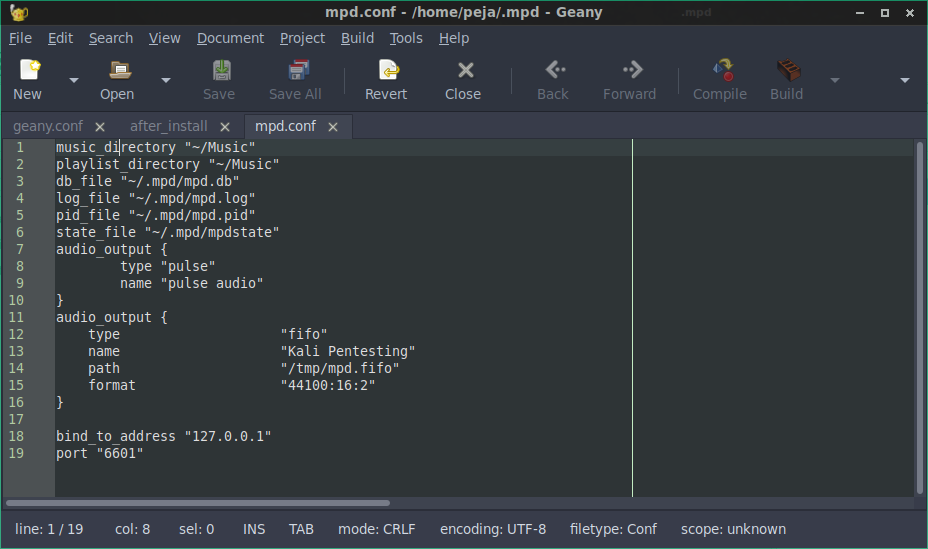 mpd.conf - /home/peja/.mpd - Geany
.mpd
File Edit Search View Document Project Build Tools Help
New Open Save Save All Revert Close Back Forward Compile Build
geany.conf after_install mpd.conf
1 music_directory "~/Music"
2 playlist_directory "~/Music"
3 db_file "~/.mpd/mpd.db"
4 log_file "~/.mpd/mpd.log"
5 pid_file "~/.mpd/mpd.pid"
6 state_file "~/.mpd/mpdstate"
7 audio_output {
8 type "pulse"
9 name "pulse audio"
10 }
11 audio_output {
12 type "fifo"
13 name "Kali Pentesting"
14 path "/tmp/mpd.fifo"
15 format "44100:16:2"
16 }
17
18 bind_to_address "127.0.0.1"
19 port "6601"
line: 1 / 19 col: 8 sel: 0 INS TAB mode: CRLF encoding: UTF-8 filetype: Conf scope: unknown